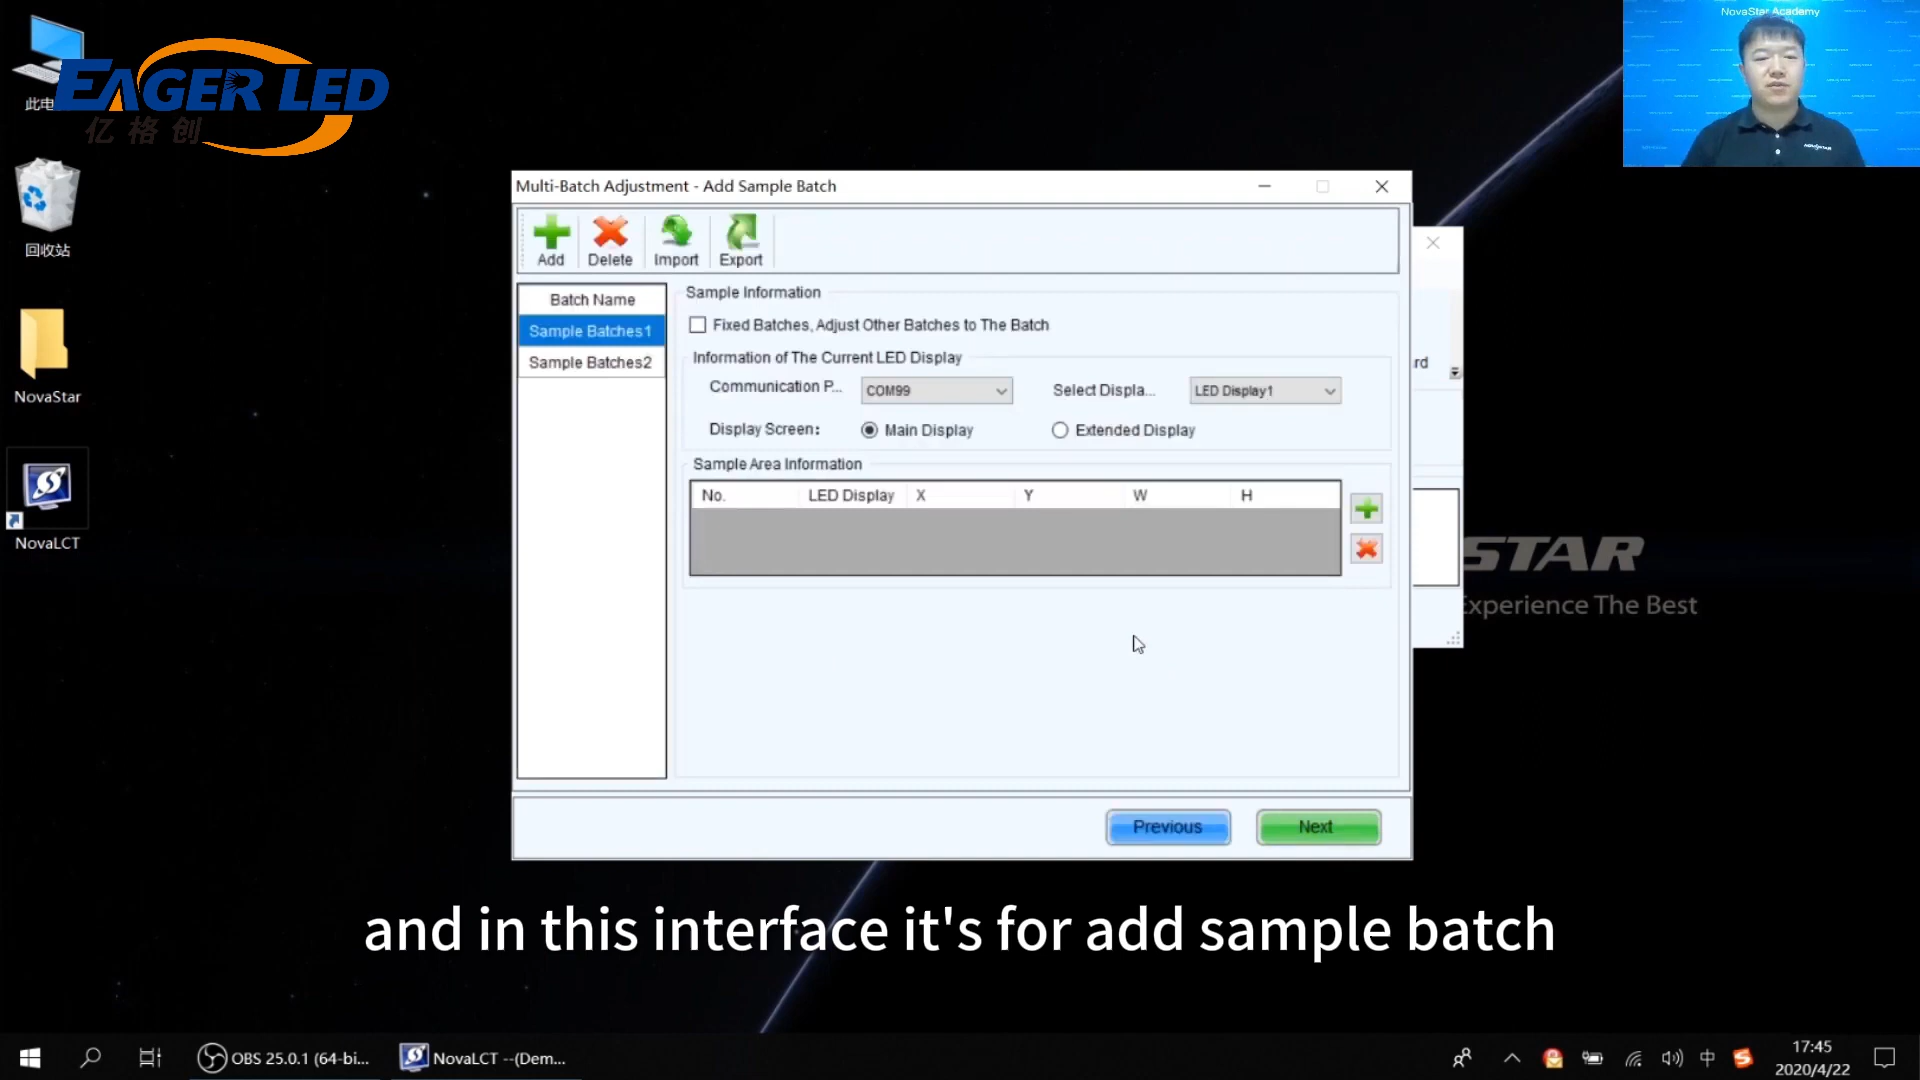 NovaStar Academy
EAGER LED
亿格创
此电
回收站
NovaStar
NovaLCT
Multi-Batch Adjustment - Add Sample Batch
Add
Delete
Import
Export
Batch Name
Sample Batches1
Sample Batches2
Sample Information
Fixed Batches, Adjust Other Batches to The Batch
Information of The Current LED Display
Communication P...
COM99
Select Displa...
LED Display1
Display Screen:
Main Display
Extended Display
Sample Area Information
No.
LED Display
X
Y
W
H
rd
STAR
Experience The Best
Previous
Next
and in this interface it's for add sample batch
OBS 25.0.1 (64-bi...
NovaLCT --(Dem...
中
17:45
2020/4/22